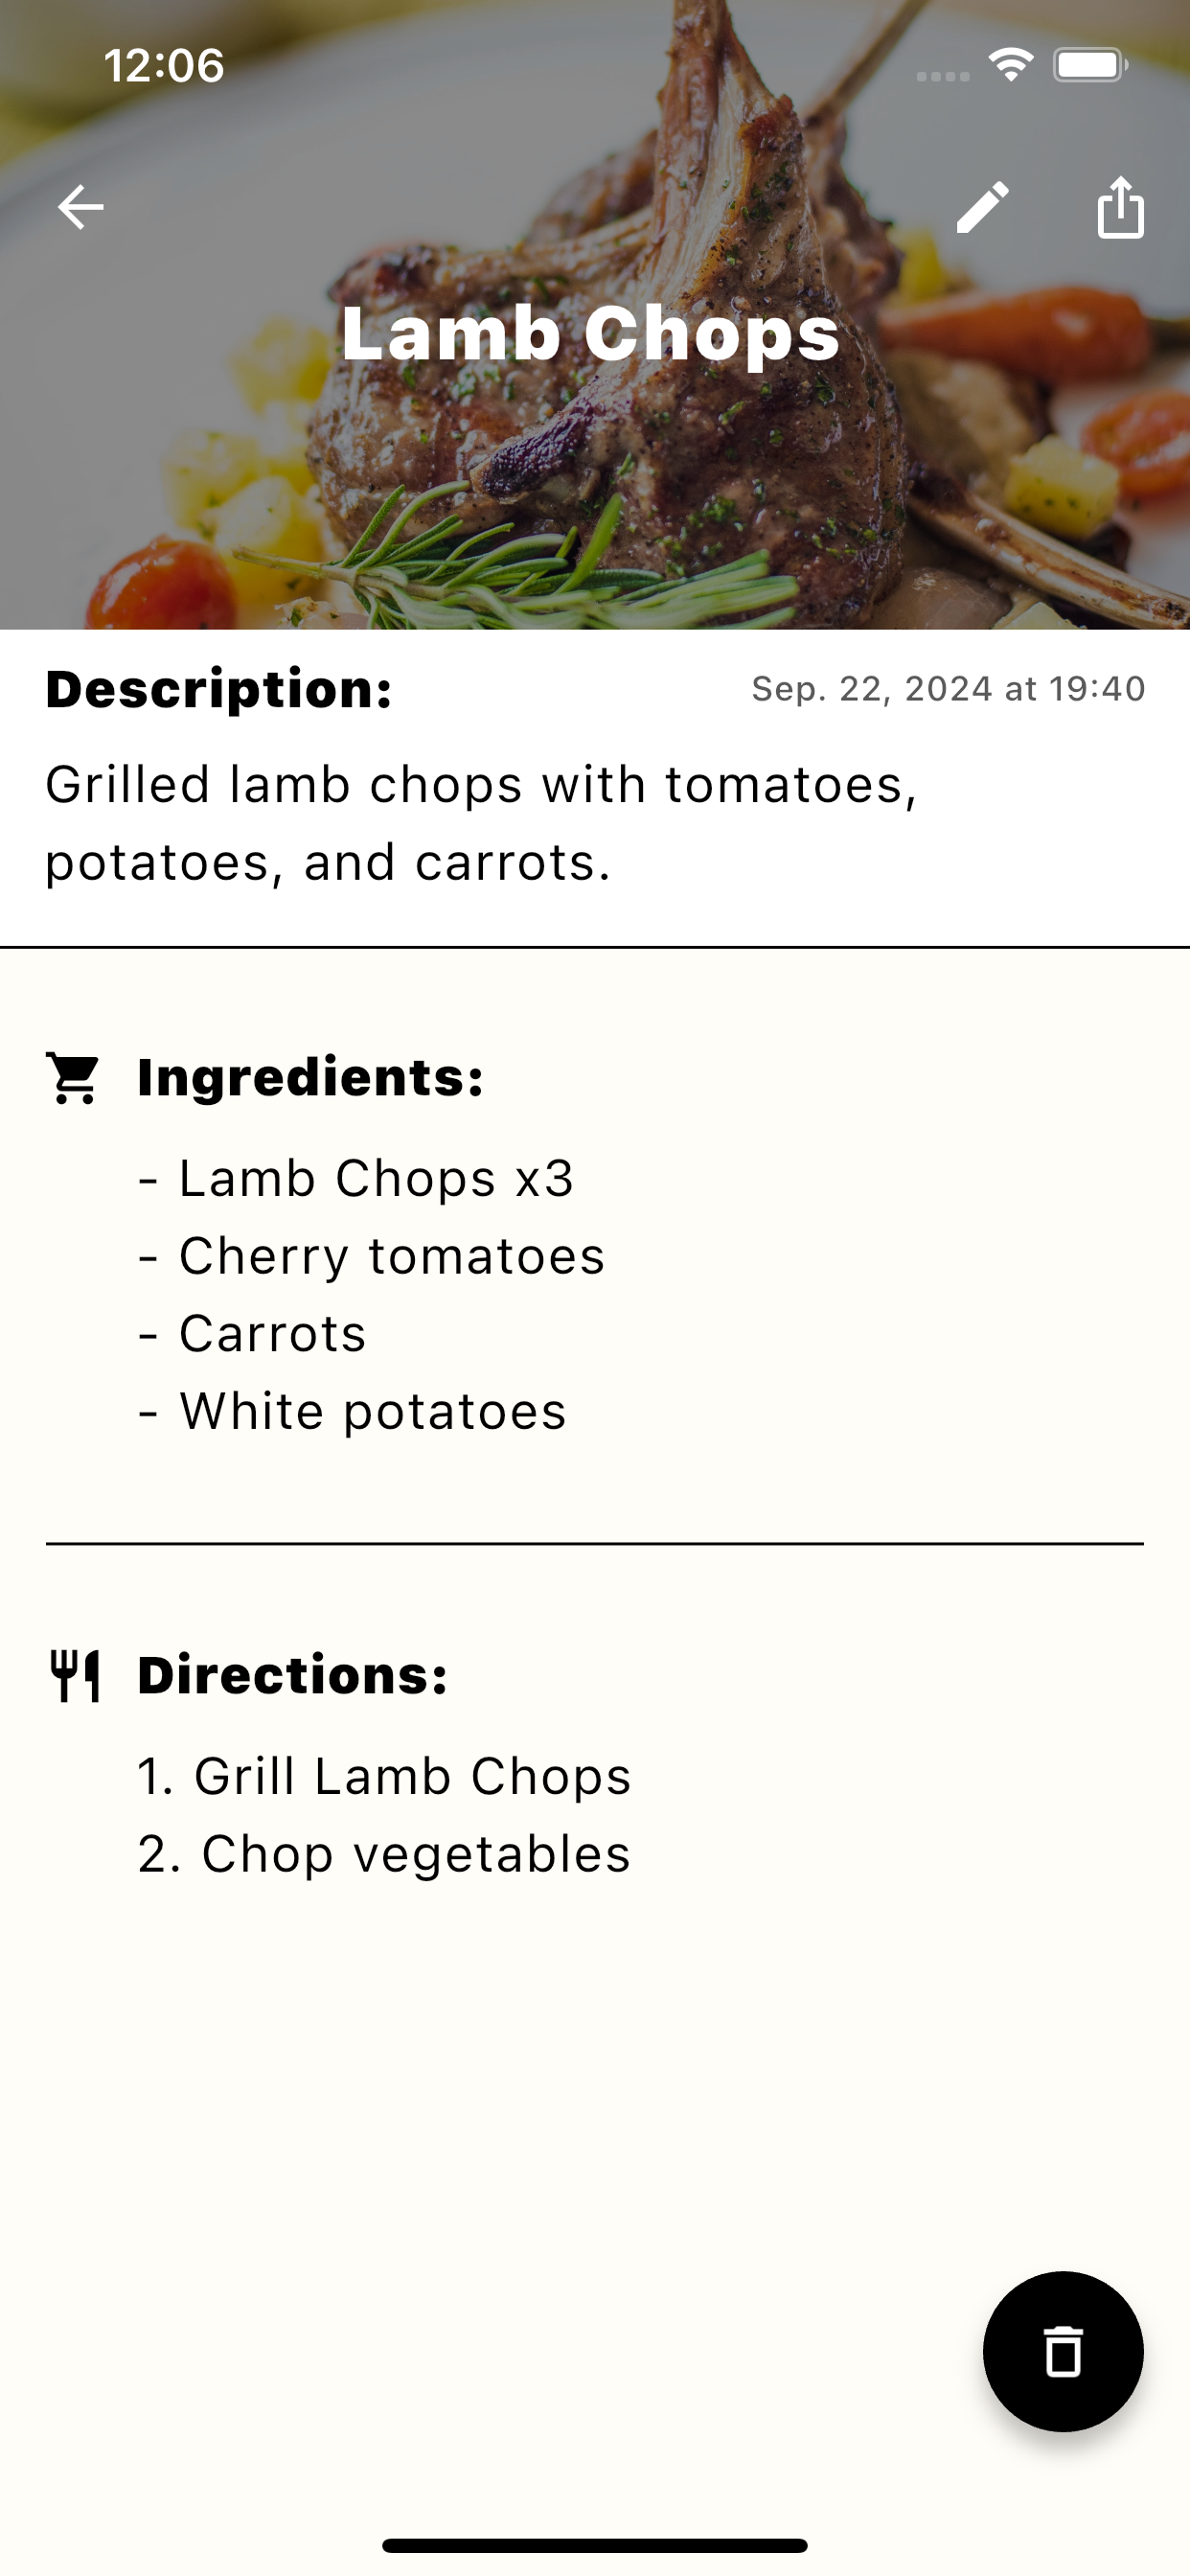 12:06
Lamb Chops
Description:
Sep. 22, 2024 at 19:40
Grilled lamb chops with tomatoes,
potatoes, and carrots.
Ingredients:
- Lamb Chops x3
- Cherry tomatoes
- Carrots
- White potatoes
Directions:
1. Grill Lamb Chops
2. Chop vegetables